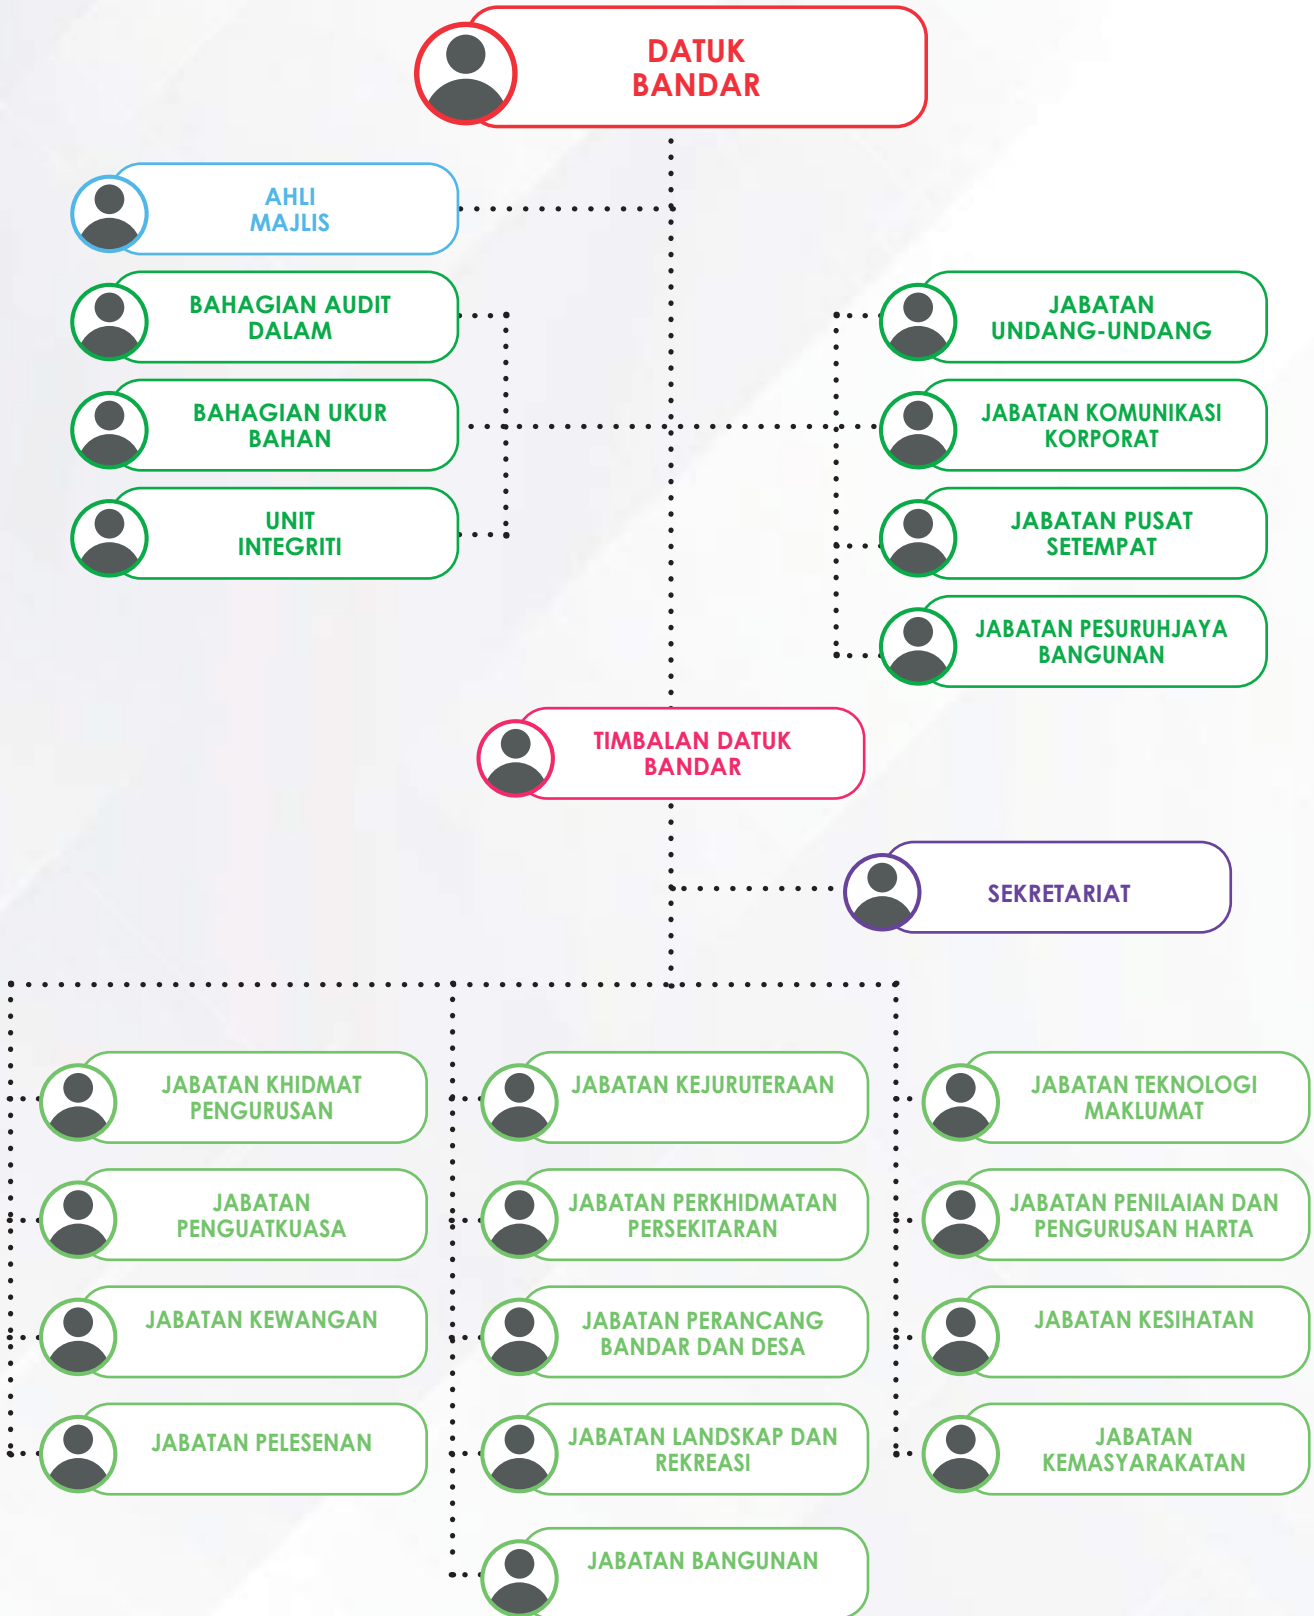 DATUK
BANDAR
AHLI
MAJLIS
BAHAGIAN AUDIT
DALAM
BAHAGIAN UKUR
BAHAN
UNIT
INTEGRITI
JABATAN
UNDANG-UNDANG
JABATAN KOMUNIKASI
KORPORAT
JABATAN PUSAT
SETEMPAT
JABATAN PESURUHJAYA
BANGUNAN
TIMBALAN DATUK
BANDAR
SEKRETARIAT
JABATAN KHIDMAT
PENGURUSAN
JABATAN
PENGUATKUASA
JABATAN KEWANGAN
JABATAN PELESENAN
JABATAN KEJURUTERAAN
JABATAN PERKHIDMATAN
PERSEKITARAN
JABATAN PERANCANG
BANDAR DAN DESA
JABATAN LANDSKAP DAN
REKREASI
JABATAN BANGUNAN
JABATAN TEKNOLOGI
MAKLUMAT
JABATAN PENILAIAN DAN
PENGURUSAN HARTA
JABATAN KESIHATAN
JABATAN
KEMASYARAKATAN